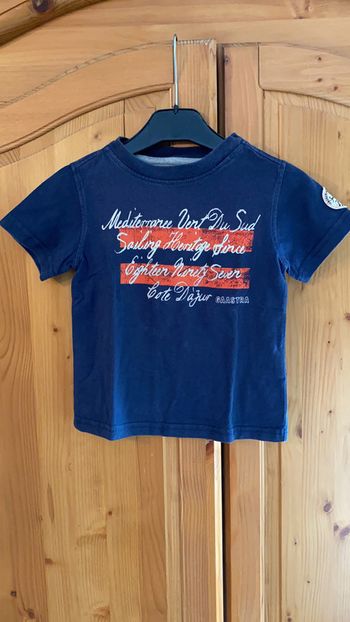 Mediterranee Vent Du Sud
Sailing Heritage Since
Eighteen Ninety Seven
Cote D'azur GAASTRA